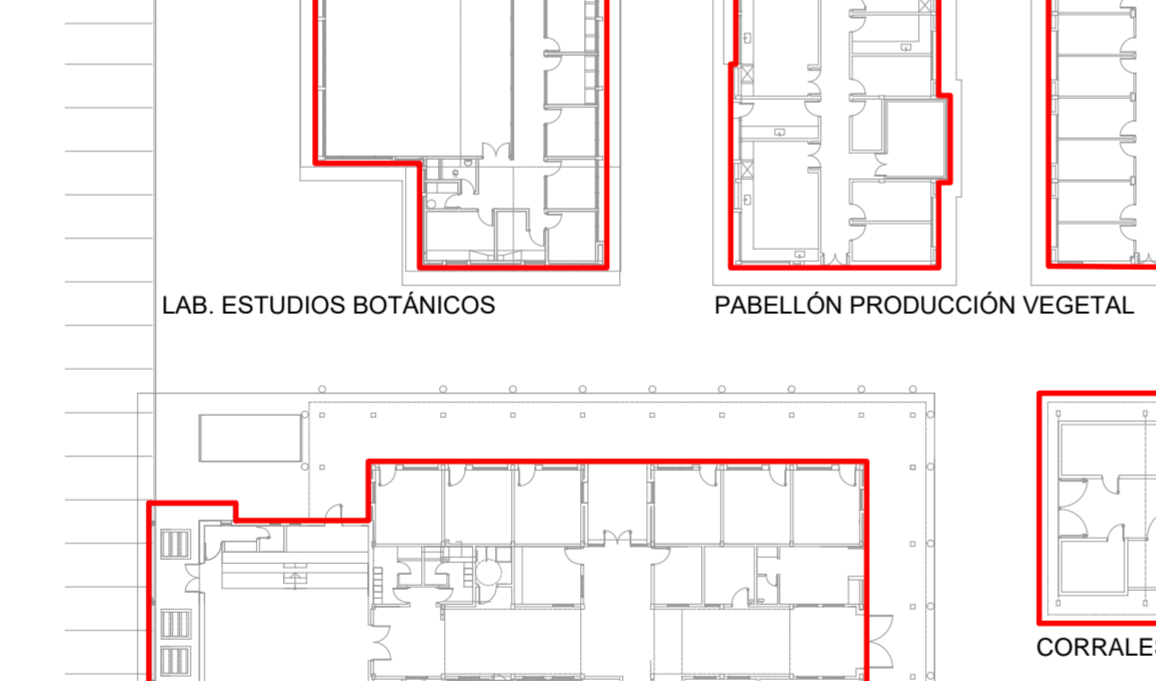 LAB. ESTUDIOS BOTÁNICOS
PABELLÓN PRODUCCIÓN VEGETAL
CORRALES